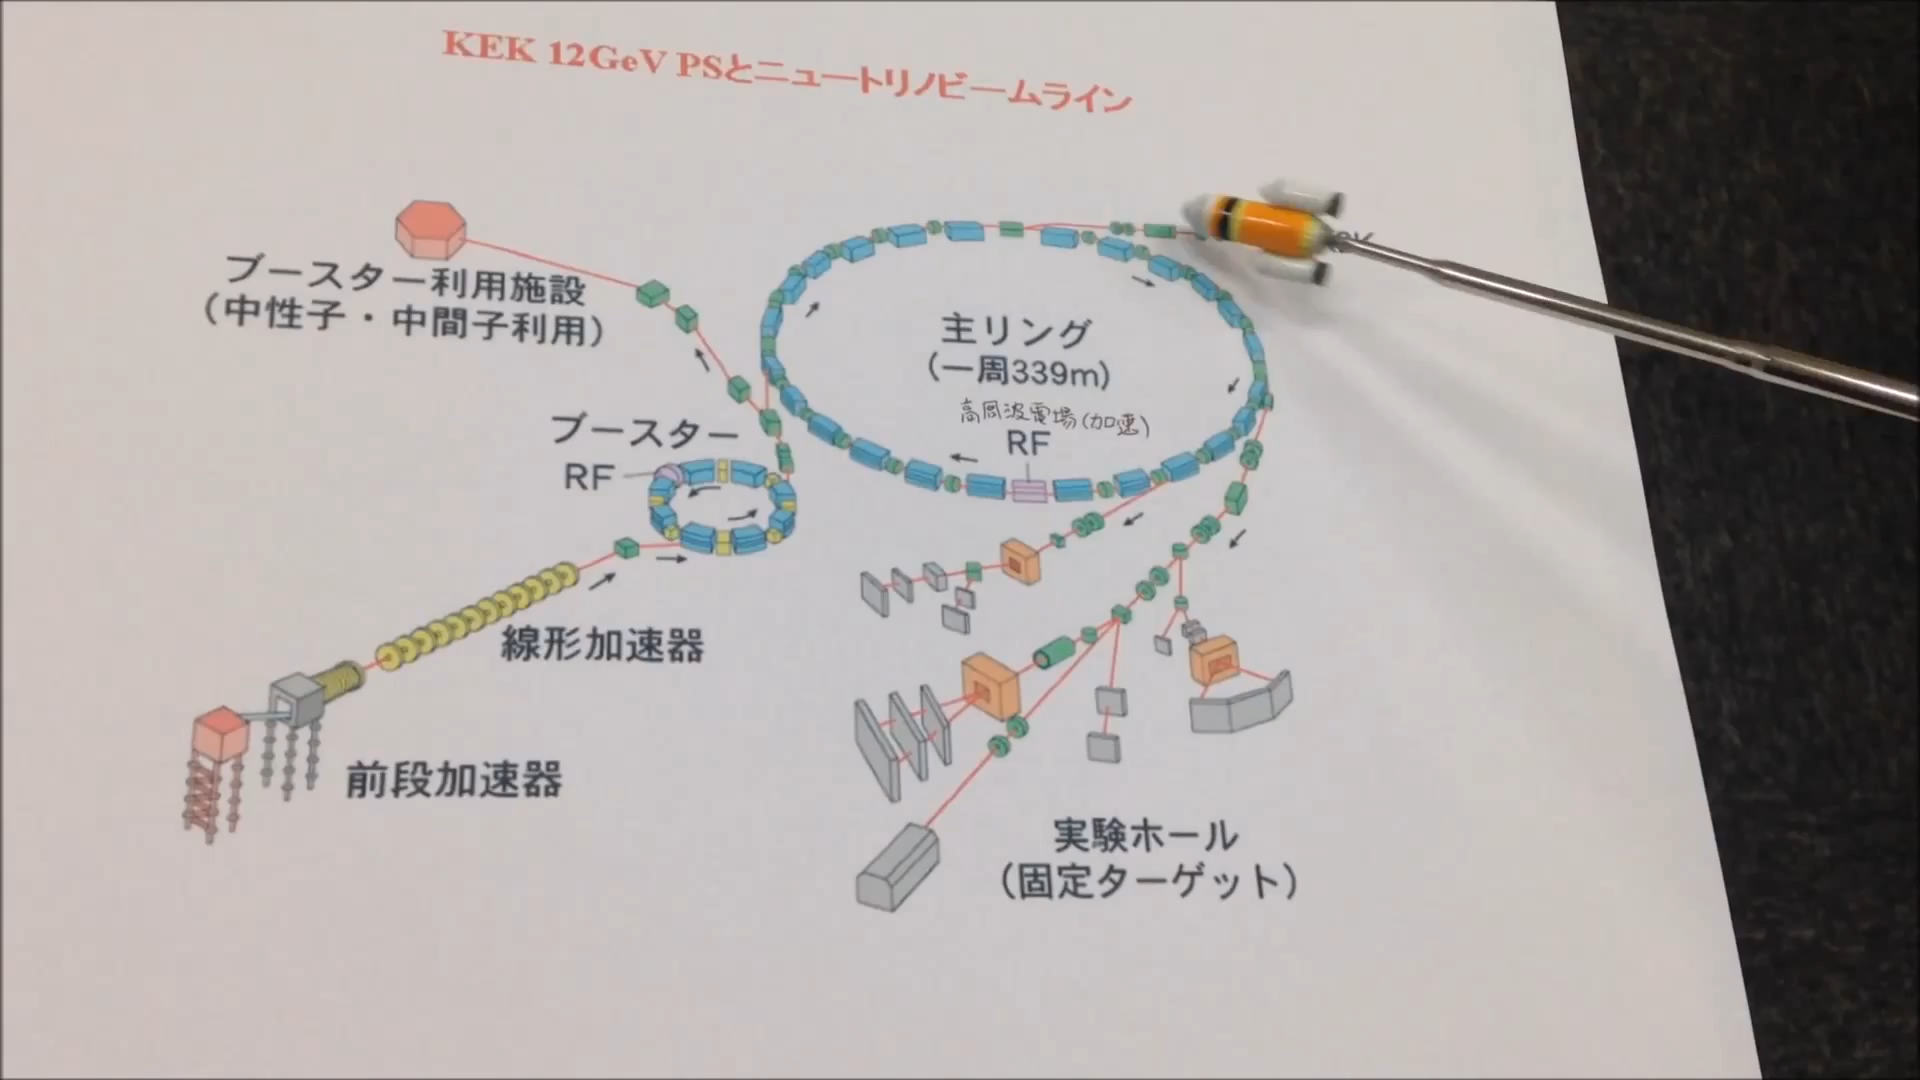 KEK 12GeV PSとニュートリノビームライン
ブースター利用施設
(中性子・中間子利用)
主リング
(一周339m)
高周波電場(加速)
RF
ブースター
RF
線形加速器
前段加速器
実験ホール
(固定ターゲット)